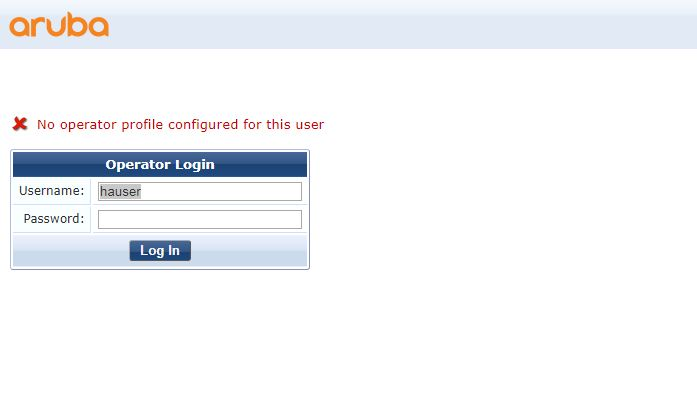 aruba
No operator profile configured for this user
Operator Login
Username: hauser
Password:
Log In